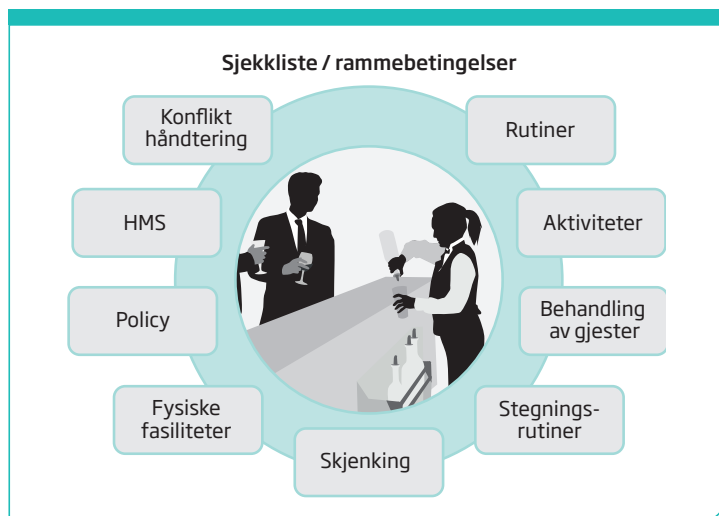 Sjekkliste / rammebetingelser
Konflikt
håndtering
Rutiner
HMS
Aktiviteter
Policy
Behandling
av gjester
Fysiske
fasiliteter
Stegnings-
rutiner
Skjenking